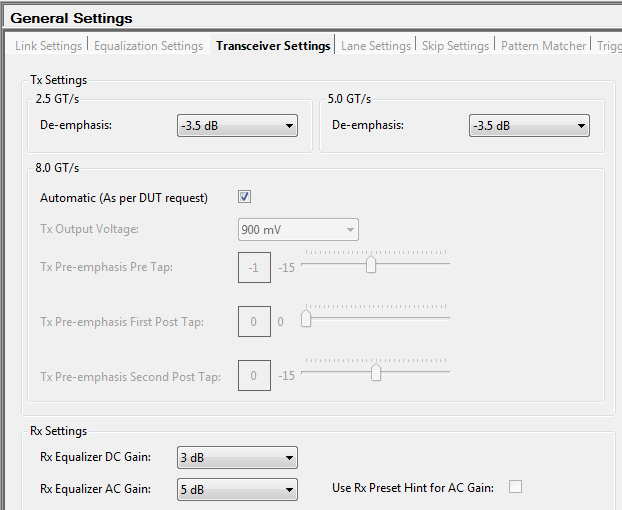 General Settings
Link Settings Equalization Settings Transceiver Settings Lane Settings Skip Settings Pattern Matcher Trigg
Tx Settings
2.5 GT/s 5.0 GT/s
De-emphasis: -3.5 dB De-emphasis: -3.5 dB
8.0 GT/s
Automatic (As per DUT request)
Tx Output Voltage: 900 mV
Tx Pre-emphasis Pre Tap: -1 -15
Tx Pre-emphasis First Post Tap: 0 0
Tx Pre-emphasis Second Post Tap: 0 -15
Rx Settings
Rx Equalizer DC Gain: 3 dB
Rx Equalizer AC Gain: 5 dB Use Rx Preset Hint for AC Gain: